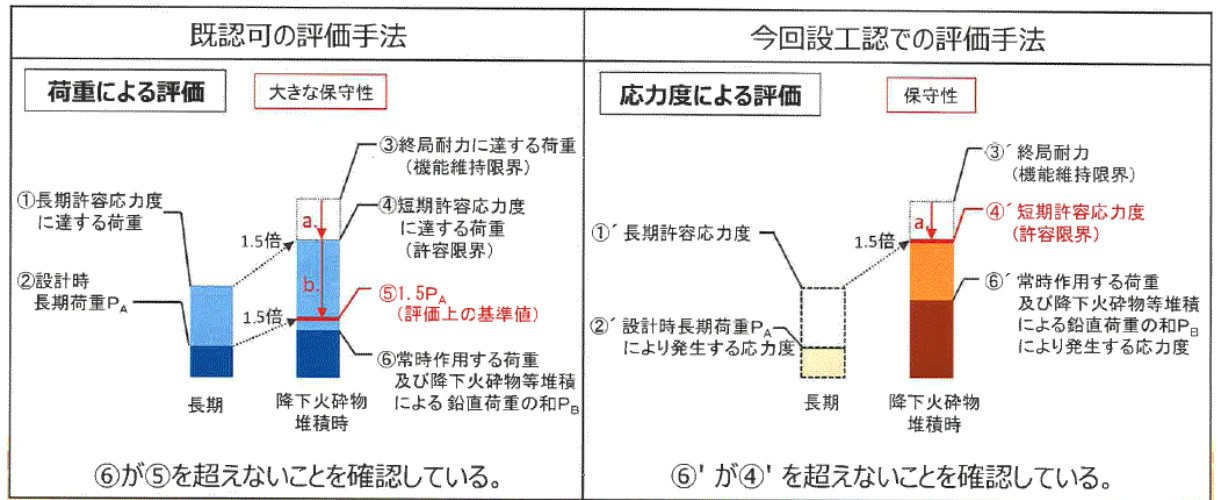 既認可の評価手法
今回設工認での評価手法
荷重による評価
大きな保守性
③終局耐力に達する荷重
(機能維持限界)
①長期許容応力度
に達する荷重
a.
④短期許容応力度
に達する荷重
(許容限界)
1.5倍
②設計時
長期荷重PA
b.
1.5倍
⑤1.5PA
(評価上の基準値)
⑥常時作用する荷重
及び降下火砕物等堆積
による鉛直荷重の和PB
長期
降下火砕物
堆積時
⑥が⑤を超えないことを確認している。
応力度による評価
保守性
③´終局耐力
(機能維持限界)
a.
④´短期許容応力度
(許容限界)
①´長期許容応力度
1.5倍
⑥´常時作用する荷重
及び降下火砕物等堆積
による鉛直荷重の和PB
により発生する応力度
②´設計時長期荷重PA
により発生する応力度
長期
降下火砕物
堆積時
⑥'が④'を超えないことを確認している。